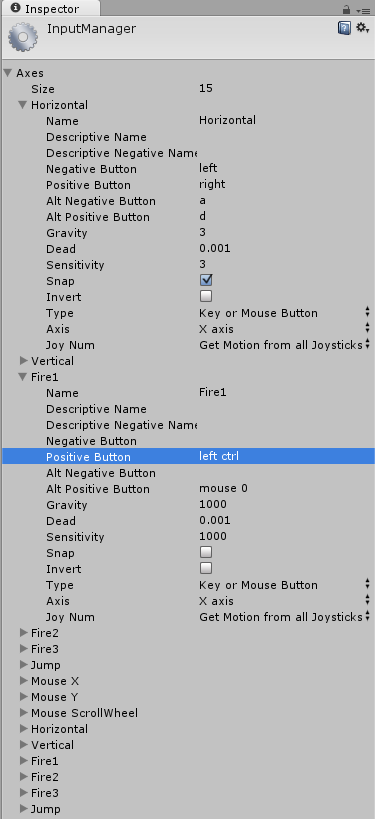 Inspector
InputManager
Axes
Size 15
Horizontal
Name Horizontal
Descriptive Name
Descriptive Negative Name
Negative Button left
Positive Button right
Alt Negative Button a
Alt Positive Button d
Gravity 3
Dead 0.001
Sensitivity 3
Snap
Invert
Type Key or Mouse Button
Axis X axis
Joy Num Get Motion from all Joysticks
Vertical
Fire1
Name Fire1
Descriptive Name
Descriptive Negative Name
Negative Button
Positive Button left ctrl
Alt Negative Button
Alt Positive Button mouse 0
Gravity 1000
Dead 0.001
Sensitivity 1000
Snap
Invert
Type Key or Mouse Button
Axis X axis
Joy Num Get Motion from all Joysticks
Fire2
Fire3
Jump
Mouse X
Mouse Y
Mouse ScrollWheel
Horizontal
Vertical
Fire1
Fire2
Fire3
Jump